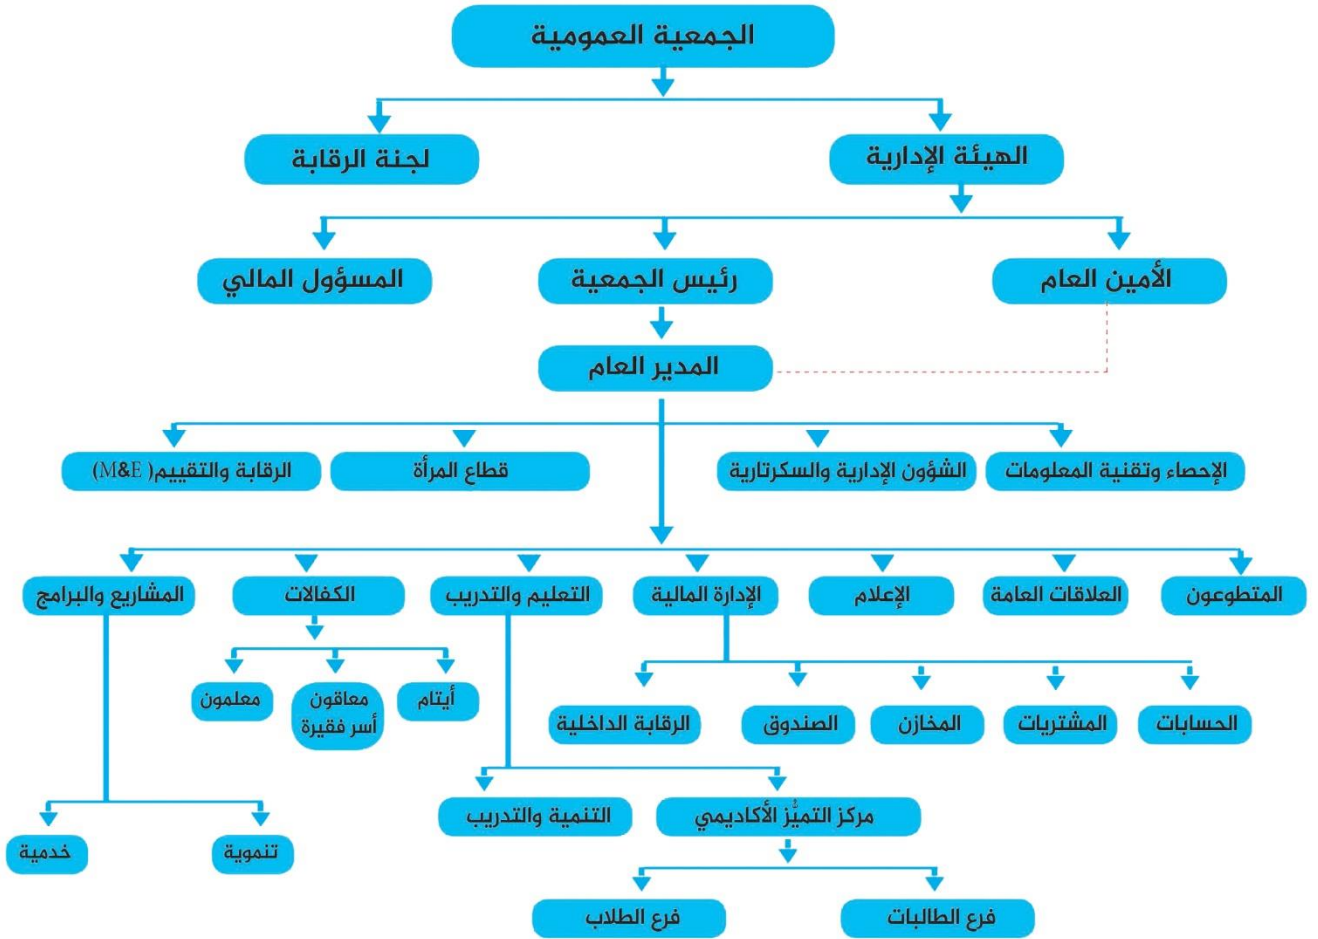 الجمعية العمومية
الهيئة الإدارية
لجنة الرقابة
الأمين العام
رئيس الجمعية
المسؤول المالي
المدير العام
الإحصاء وتقنية المعلومات
الشؤون الإدارية والسكرتارية
قطاع المرأة
الرقابة والتقييم( M&E)
المتطوعون
العلاقات العامة
الإعلام
الإدارة المالية
التعليم والتدريب
الكفالات
المشاريع والبرامج
أيتام
معاقون
أسر فقيرة
معلمون
الحسابات
المشتريات
المخازن
الصندوق
الرقابة الداخلية
مركز التميُّز الأكاديمي
التنمية والتدريب
تنموية
خدمية
فرع الطالبات
فرع الطلاب